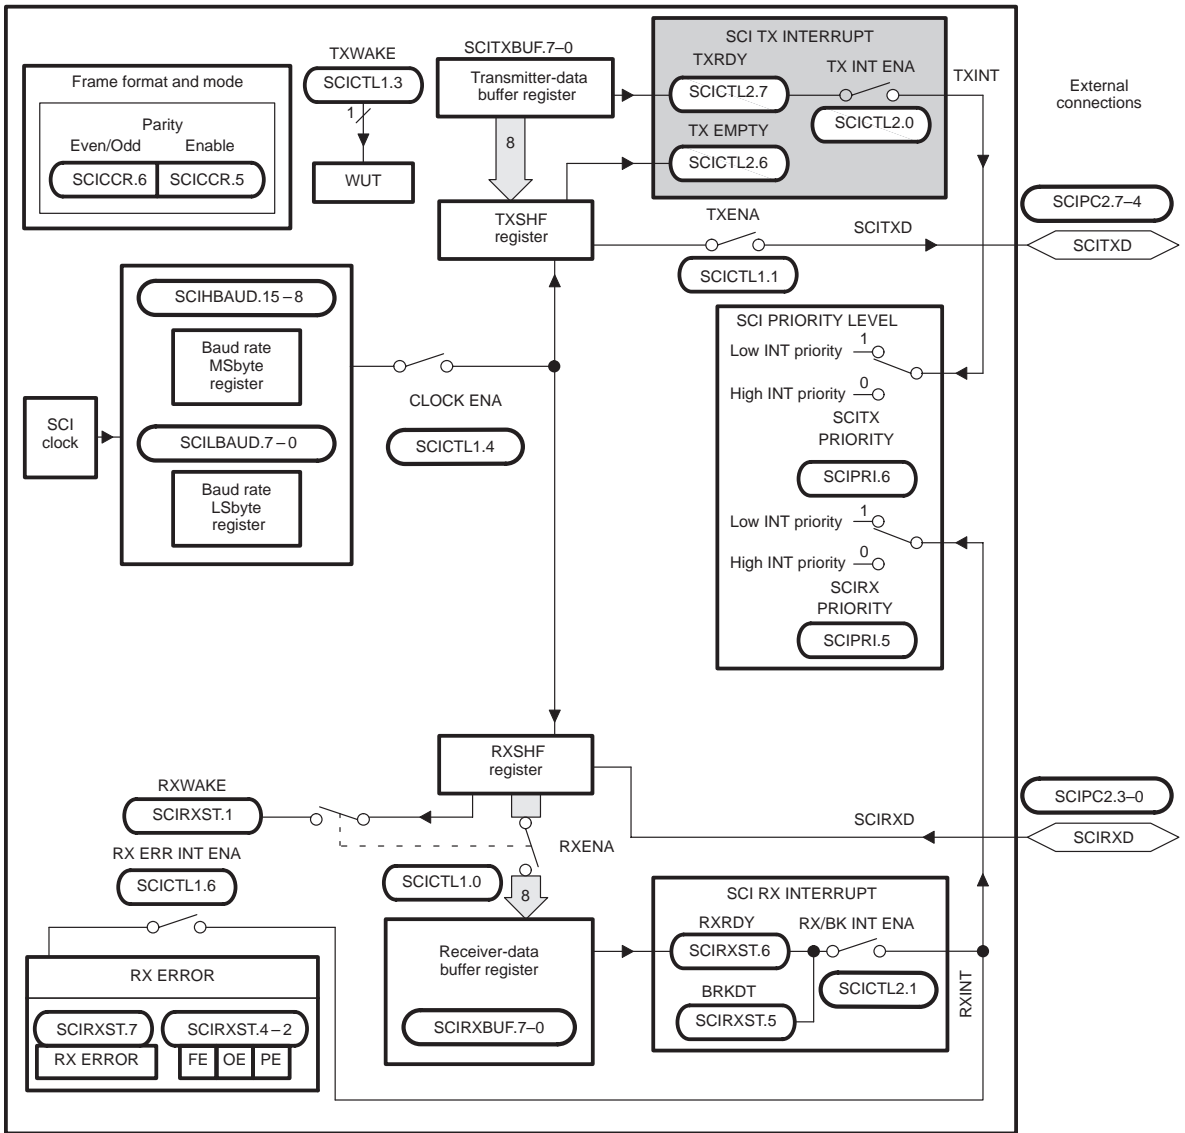 SCITXBUF.7–0
Transmitter-data
buffer register
8
TXSHF
register
TXWAKE
SCICTL1.3
1
WUT
Frame format and mode
Parity
Even/Odd Enable
SCICCR.6 SCICCR.5
SCI TX INTERRUPT
TXRDY TX INT ENA
SCICTL2.7
SCICTL2.0
TX EMPTY
SCICTL2.6
TXINT
External
connections
SCIPC2.7–4
SCITXD
TXENA
SCITXD
SCICTL1.1
SCIHBAUD.15–8
Baud rate
MSbyte
register
SCILBAUD.7–0
Baud rate
LSbyte
register
SCI
clock
CLOCK ENA
SCICTL1.4
SCI PRIORITY LEVEL
Low INT priority 1
High INT priority 0
SCITX
PRIORITY
SCIPRI.6
Low INT priority 1
High INT priority 0
SCIRX
PRIORITY
SCIPRI.5
RXSHF
register
RXWAKE
SCIRXST.1
RX ERR INT ENA
SCICTL1.6
RXENA
SCICTL1.0
8
SCIRXD
SCIPC2.3–0
SCIRXD
Receiver-data
buffer register
SCIRXBUF.7–0
SCI RX INTERRUPT
RXRDY RX/BK INT ENA
SCIRXST.6
SCICTL2.1
BRKDT
SCIRXST.5
RXINT
RX ERROR
SCIRXST.7 SCIRXST.4–2
RX ERROR FE OE PE